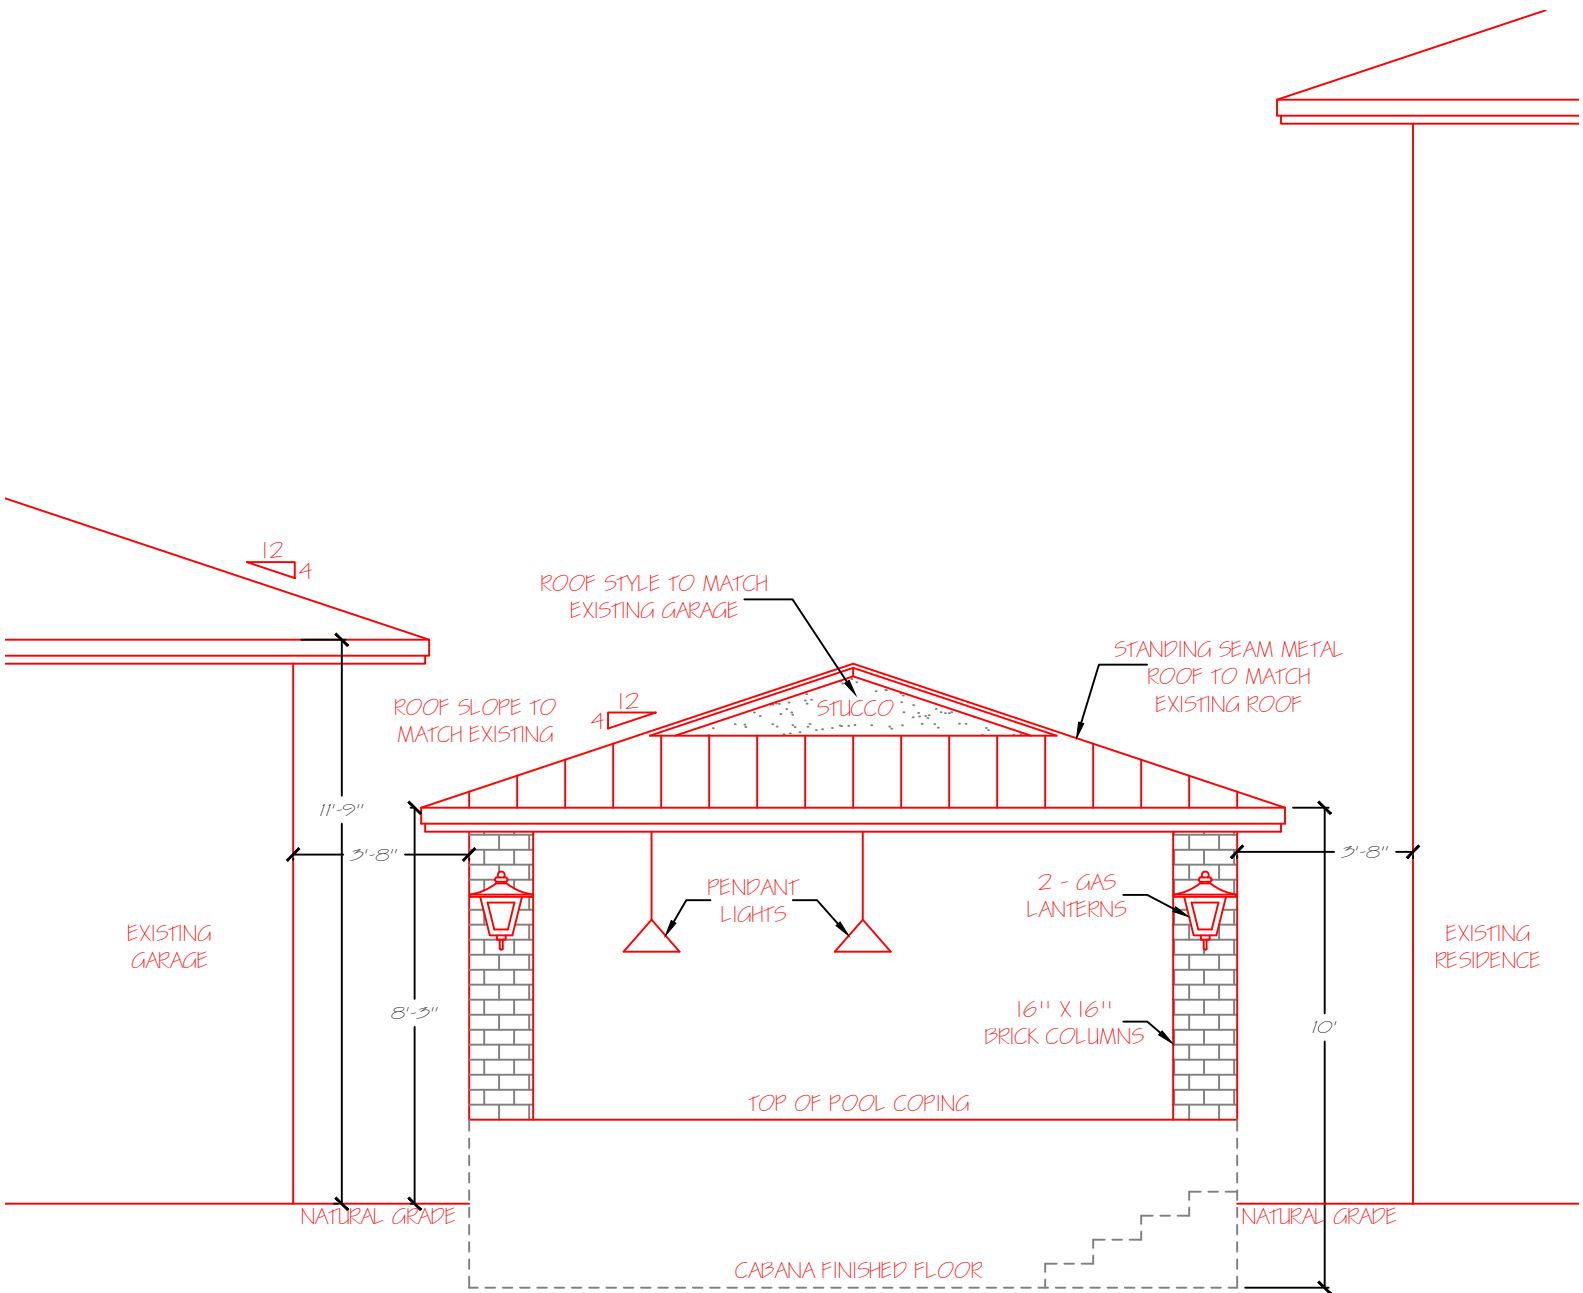 12
4
ROOF STYLE TO MATCH
EXISTING GARAGE
STANDING SEAM METAL
ROOF TO MATCH
EXISTING ROOF
ROOF SLOPE TO
MATCH EXISTING
12
4
STUCCO
11'-9"
3'-8"
3'-8"
PENDANT
LIGHTS
2 - GAS
LANTERNS
EXISTING
GARAGE
EXISTING
RESIDENCE
8'-3"
16" X 16"
BRICK COLUMNS
10'
TOP OF POOL COPING
NATURAL GRADE
NATURAL GRADE
CABANA FINISHED FLOOR